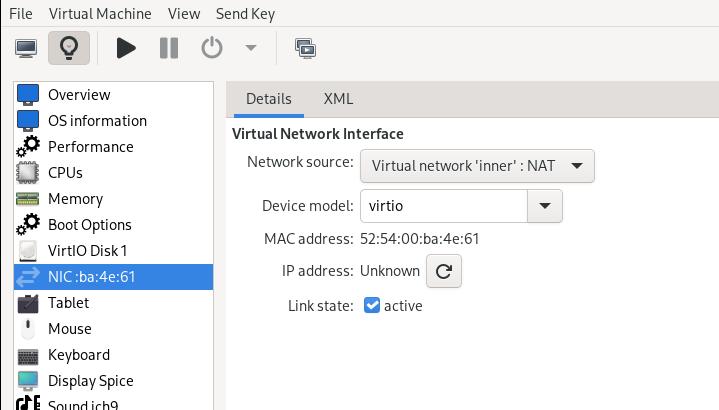 File Virtual Machine View Send Key
Details XML
Overview
OS information
Performance
CPUs
Memory
Boot Options
VirtIO Disk 1
NIC :ba:4e:61
Tablet
Mouse
Keyboard
Display Spice
Sound ich9
Virtual Network Interface
Network source: Virtual network 'inner' : NAT
Device model: virtio
MAC address: 52:54:00:ba:4e:61
IP address: Unknown
Link state: active